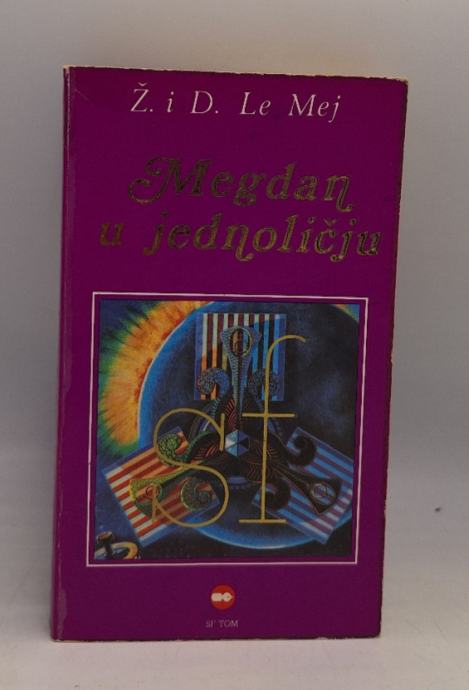 Ž. i D. Le Mej
Megdan
u jednoličju
sf
SF TOM